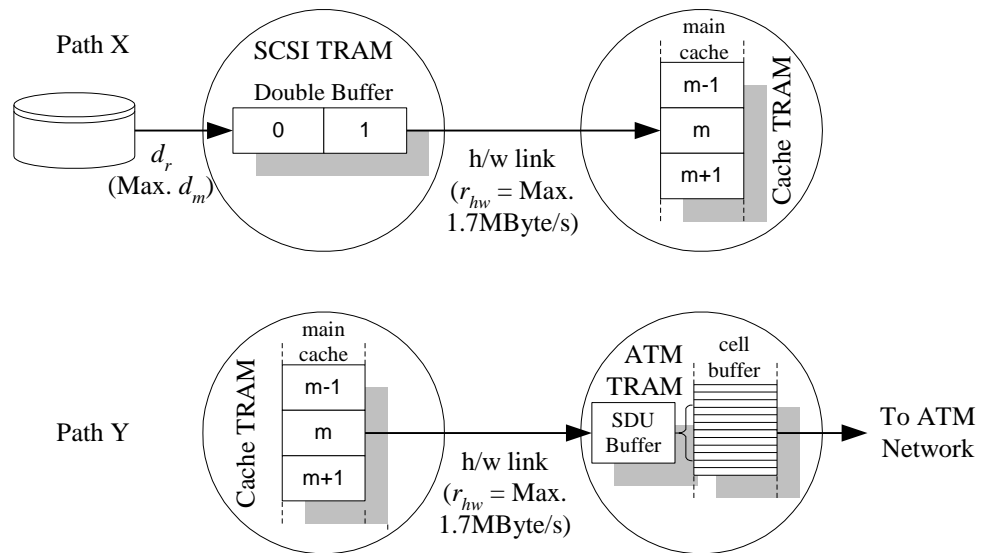 Path X
SCSI TRAM
Double Buffer
0 1
d_r
(Max. d_m)
h/w link
(r_hw = Max.
1.7MByte/s)
main
cache
m-1
m
m+1
Cache TRAM
Path Y
Cache TRAM
main
cache
m-1
m
m+1
h/w link
(r_hw = Max.
1.7MByte/s)
ATM
TRAM
SDU
Buffer
cell
buffer
To ATM
Network